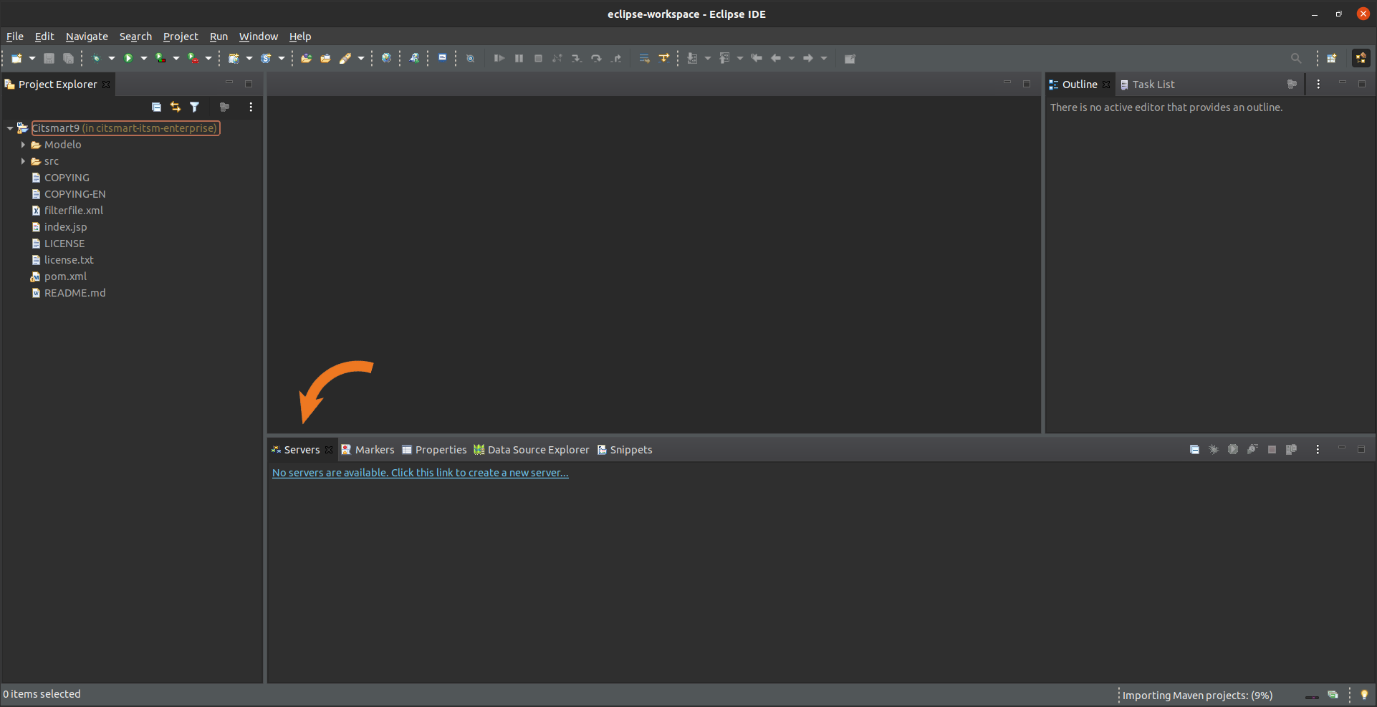 eclipse-workspace - Eclipse IDE
File Edit Navigate Search Project Run Window Help
Project Explorer
Outline Task List
There is no active editor that provides an outline.
Citsmart9 (in citsmart-itsm-enterprise)
Modelo
src
COPYING
COPYING-EN
filterfile.xml
index.jsp
LICENSE
license.txt
pom.xml
README.md
Servers Markers Properties Data Source Explorer Snippets
No servers are available. Click this link to create a new server...
0 items selected
Importing Maven projects: (9%)